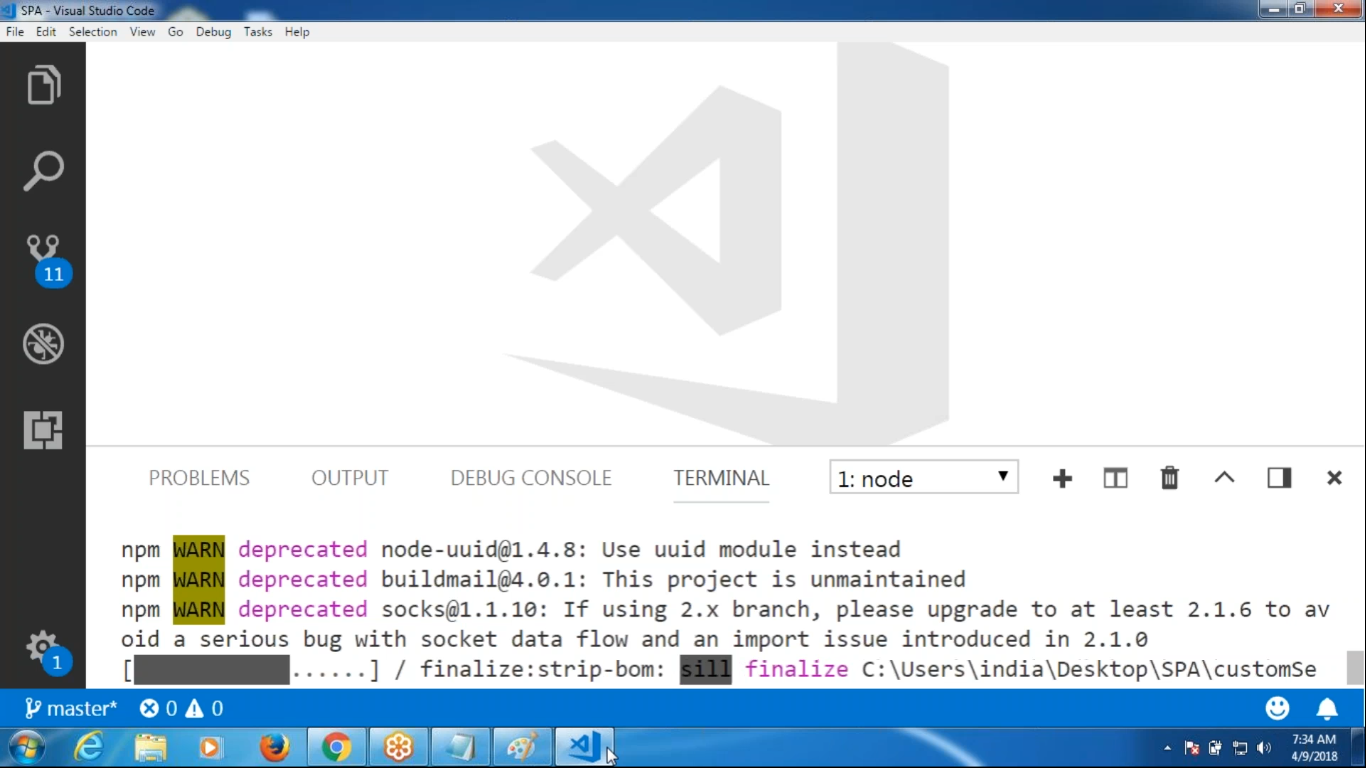 SPA - Visual Studio Code
File Edit Selection View Go Debug Tasks Help
11
1
PROBLEMS OUTPUT DEBUG CONSOLE TERMINAL 1: node
npm WARN deprecated node-uuid@1.4.8: Use uuid module instead
npm WARN deprecated buildmail@4.0.1: This project is unmaintained
npm WARN deprecated socks@1.1.10: If using 2.x branch, please upgrade to at least 2.1.6 to av
oid a serious bug with socket data flow and an import issue introduced in 2.1.0
[ ......] / finalize:strip-bom: sill finalize C:\Users\india\Desktop\SPA\customSe
master* 0 0
7:34 AM
4/9/2018